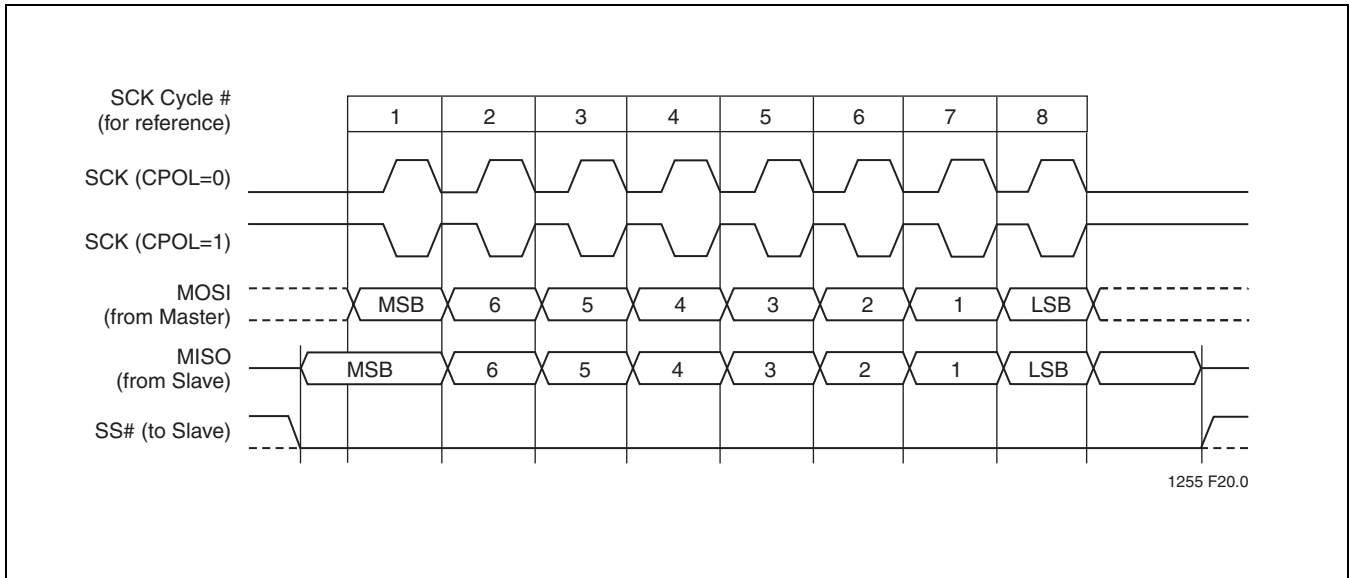 SCK Cycle #
(for reference)
1 2 3 4 5 6 7 8
SCK (CPOL=0)
SCK (CPOL=1)
MOSI
(from Master)
MSB 6 5 4 3 2 1 LSB
MISO
(from Slave)
MSB 6 5 4 3 2 1 LSB
SS# (to Slave)
1255 F20.0